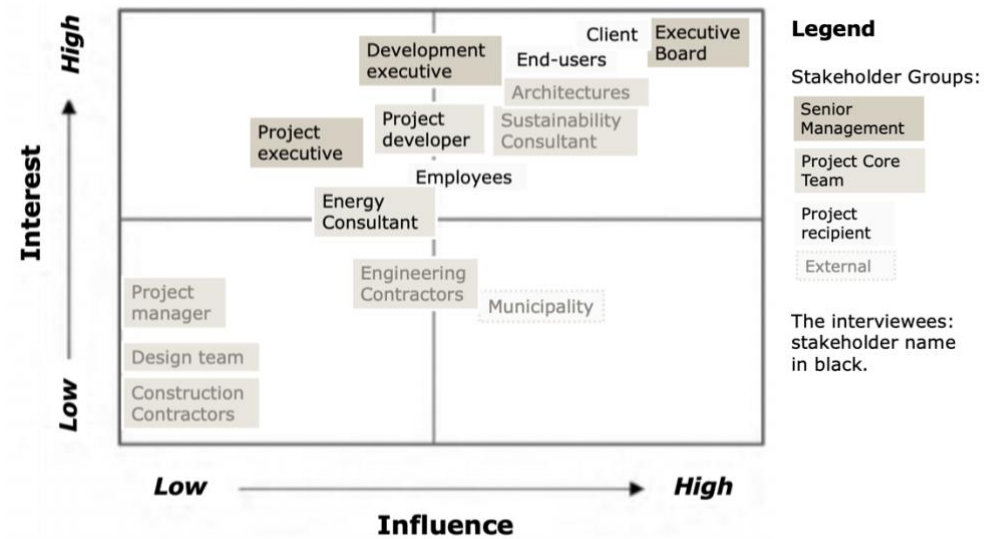 High
Interest
Low
Client
Executive
Board
Development
executive
End-users
Architectures
Project
developer
Sustainability
Consultant
Project
executive
Employees
Energy
Consultant
Engineering
Contractors
Project
manager
Municipality
Design team
Construction
Contractors
Low
High
Influence
Legend
Stakeholder Groups:
Senior
Management
Project Core
Team
Project
recipient
External
The interviewees:
stakeholder name
in black.